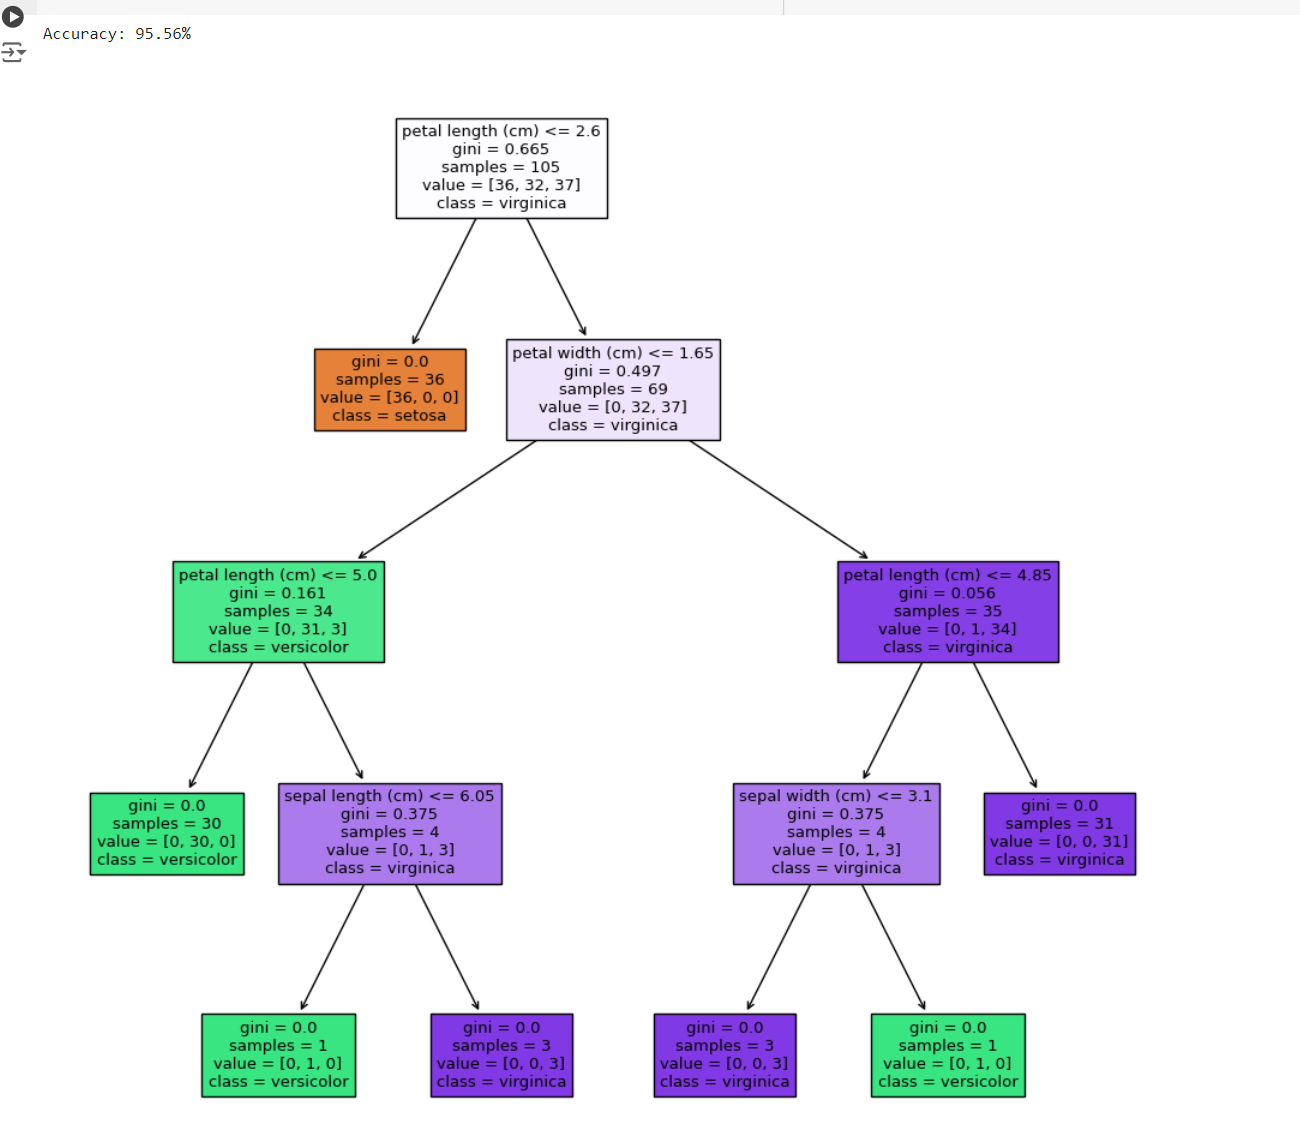 Accuracy: 95.56%
petal length (cm) <= 2.6
gini = 0.665
samples = 105
value = [36, 32, 37]
class = virginica
gini = 0.0
samples = 36
value = [36, 0, 0]
class = setosa
petal width (cm) <= 1.65
gini = 0.497
samples = 69
value = [0, 32, 37]
class = virginica
petal length (cm) <= 5.0
gini = 0.161
samples = 34
value = [0, 31, 3]
class = versicolor
petal length (cm) <= 4.85
gini = 0.056
samples = 35
value = [0, 1, 34]
class = virginica
gini = 0.0
samples = 30
value = [0, 30, 0]
class = versicolor
sepal length (cm) <= 6.05
gini = 0.375
samples = 4
value = [0, 1, 3]
class = virginica
sepal width (cm) <= 3.1
gini = 0.375
samples = 4
value = [0, 1, 3]
class = virginica
gini = 0.0
samples = 31
value = [0, 0, 31]
class = virginica
gini = 0.0
samples = 1
value = [0, 1, 0]
class = versicolor
gini = 0.0
samples = 3
value = [0, 0, 3]
class = virginica
gini = 0.0
samples = 3
value = [0, 0, 3]
class = virginica
gini = 0.0
samples = 1
value = [0, 1, 0]
class = versicolor